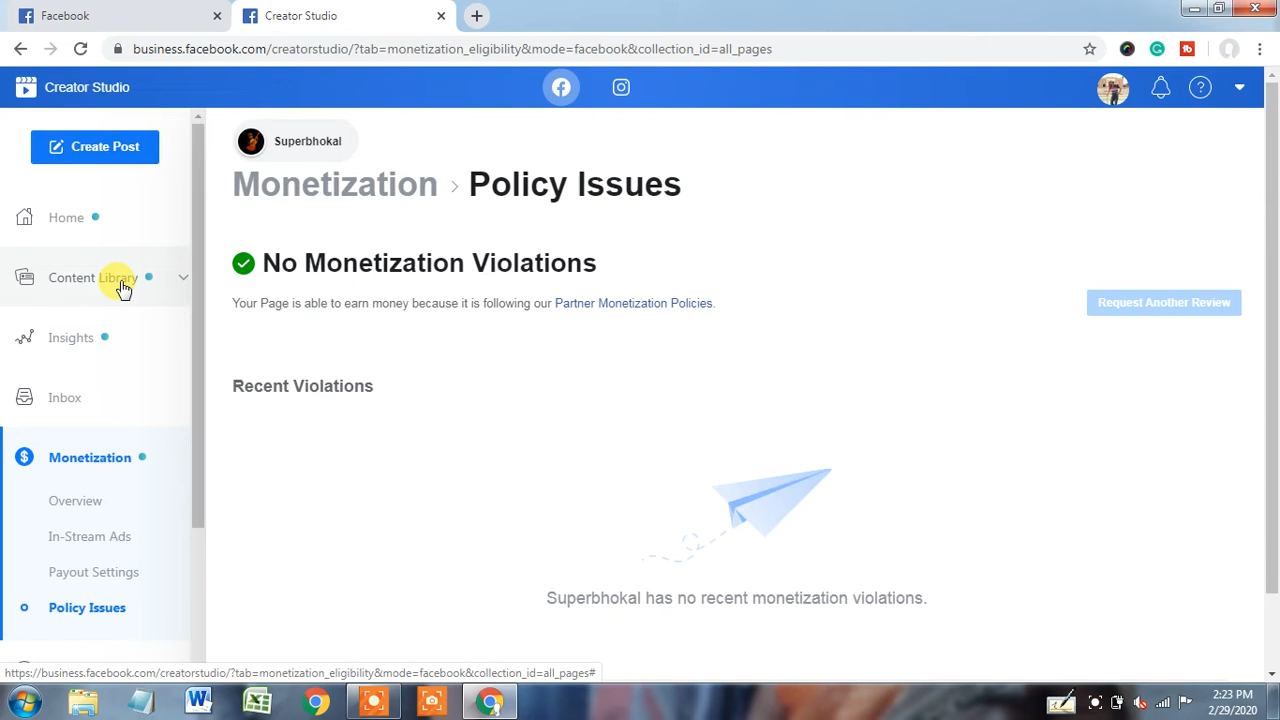 Facebook
Creator Studio
business.facebook.com/creatorstudio/?tab=monetization_eligibility&mode=facebook&collection_id=all_pages
Creator Studio
Create Post
Superbhokal
Monetization > Policy Issues
Home
No Monetization Violations
Content Library
Your Page is able to earn money because it is following our Partner Monetization Policies.
Request Another Review
Insights
Recent Violations
Inbox
Monetization
Overview
In-Stream Ads
Payout Settings
Superbhokal has no recent monetization violations.
Policy Issues
https://business.facebook.com/creatorstudio/?tab=monetization_eligibility&mode=facebook&collection_id=all_pages#
2:23 PM
2/29/2020